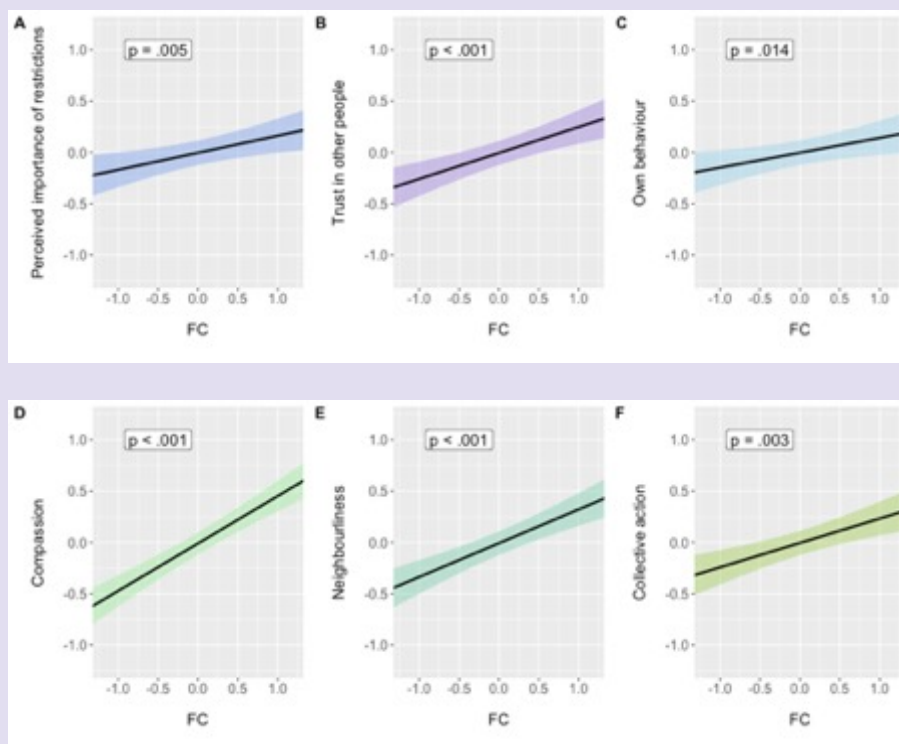 A B C
p = .005 p < .001 p = .014
Perceived importance of restrictions
Trust in other people
Own behaviour
1.0 1.0 1.0
0.5 0.5 0.5
0.0 0.0 0.0
-0.5 -0.5 -0.5
-1.0 -1.0 -1.0
-1.0 -0.5 0.0 0.5 1.0 -1.0 -0.5 0.0 0.5 1.0 -1.0 -0.5 0.0 0.5 1.0
FC FC FC
D E F
p < .001 p < .001 p = .003
Compassion
Neighbourliness
Collective action
1.0 1.0 1.0
0.5 0.5 0.5
0.0 0.0 0.0
-0.5 -0.5 -0.5
-1.0 -1.0 -1.0
-1.0 -0.5 0.0 0.5 1.0 -1.0 -0.5 0.0 0.5 1.0 -1.0 -0.5 0.0 0.5 1.0
FC FC FC